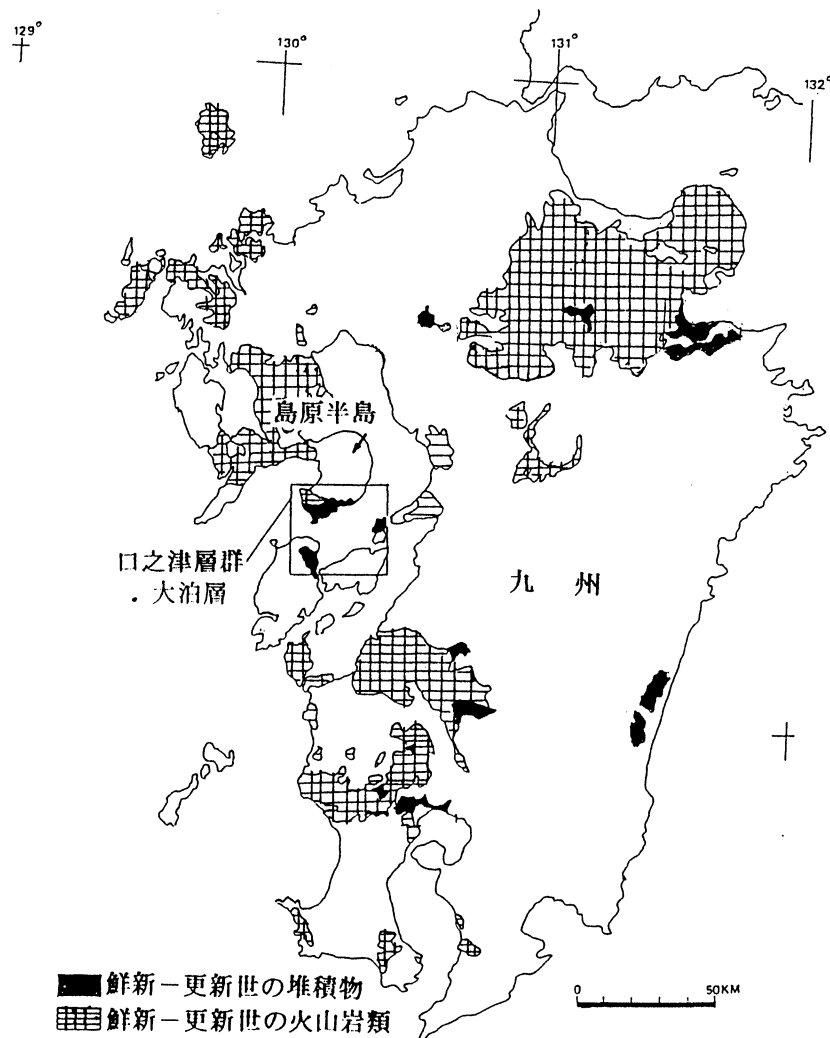 129°
130°
131°
132°
島原半島
口之津層群
・大泊層
九州
鮮新－更新世の堆積物
鮮新－更新世の火山岩類
0 50KM